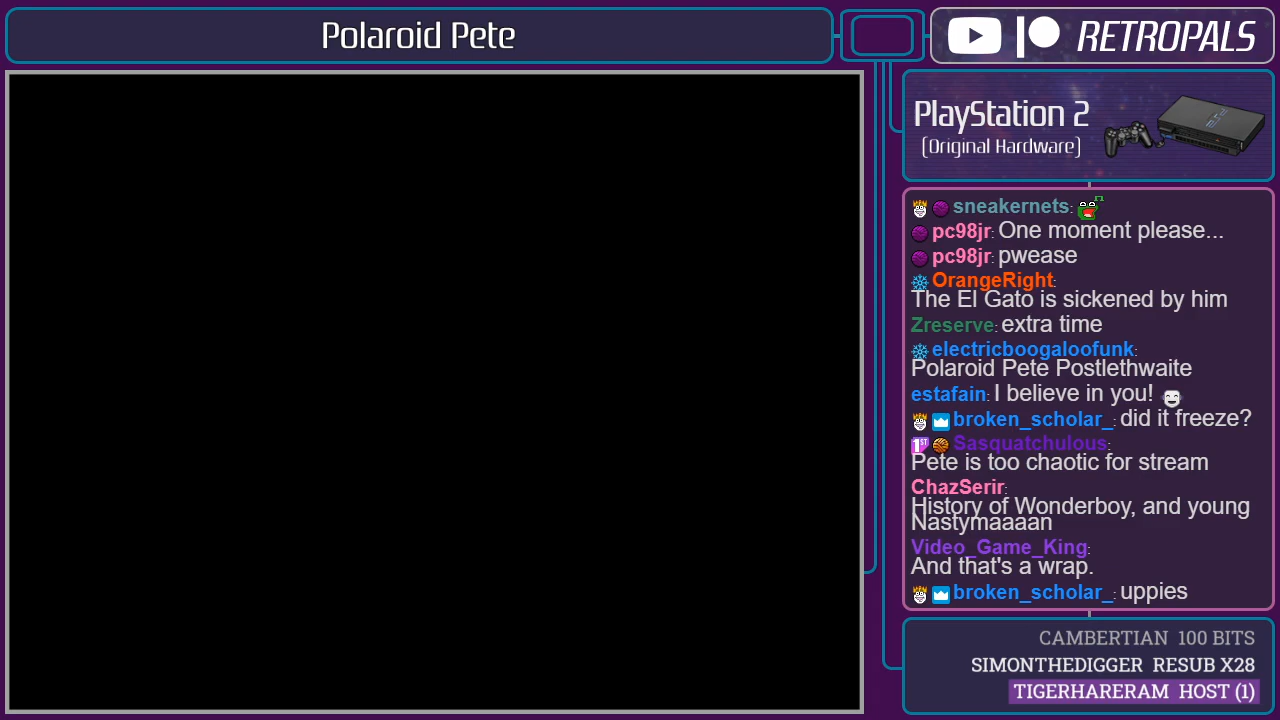 Polaroid Pete
RETROPALS
PlayStation 2
(Original Hardware)
sneakernets:
pc98jr: One moment please...
pc98jr: pwease
OrangeRight:
The El Gato is sickened by him
Zreserve: extra time
electricboogaloofunk:
Polaroid Pete Postlethwaite
estafain: I believe in you!
broken_scholar_: did it freeze?
1ST Sasquatchulous:
Pete is too chaotic for stream
ChazSerir:
History of Wonderboy, and young
Nastymaaaan
Video_Game_King:
And that's a wrap.
broken_scholar_: uppies
CAMBERTIAN 100 BITS
SIMONTHEDIGGER RESUB X28
TIGERHARERAM HOST (1)